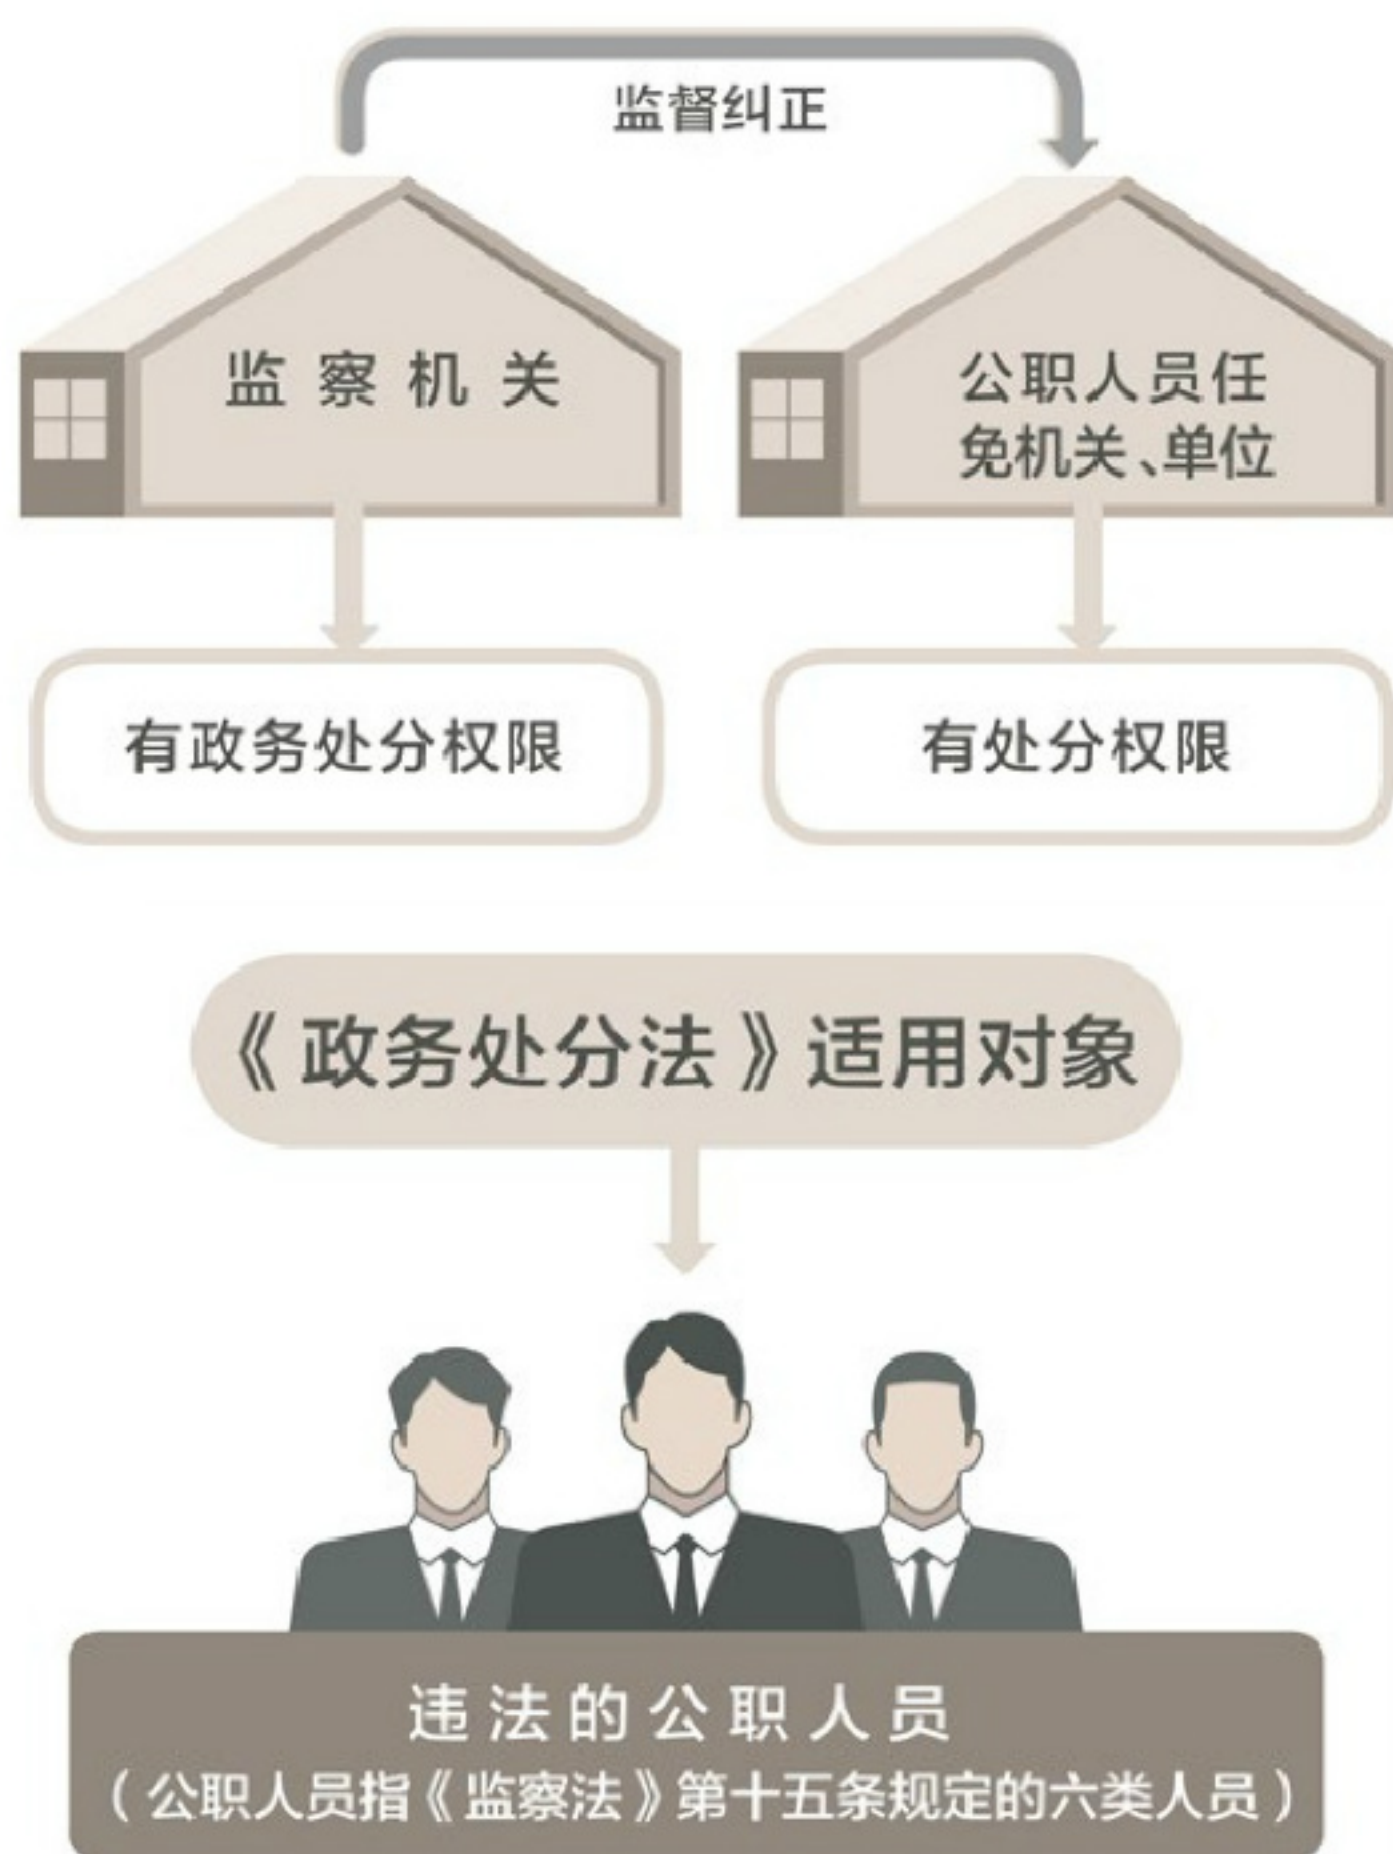 监督纠正
监察机关
公职人员任
免机关、单位
有政务处分权限
有处分权限
《政务处分法》适用对象
违法的公职人员
（公职人员指《监察法》第十五条规定的六类人员）